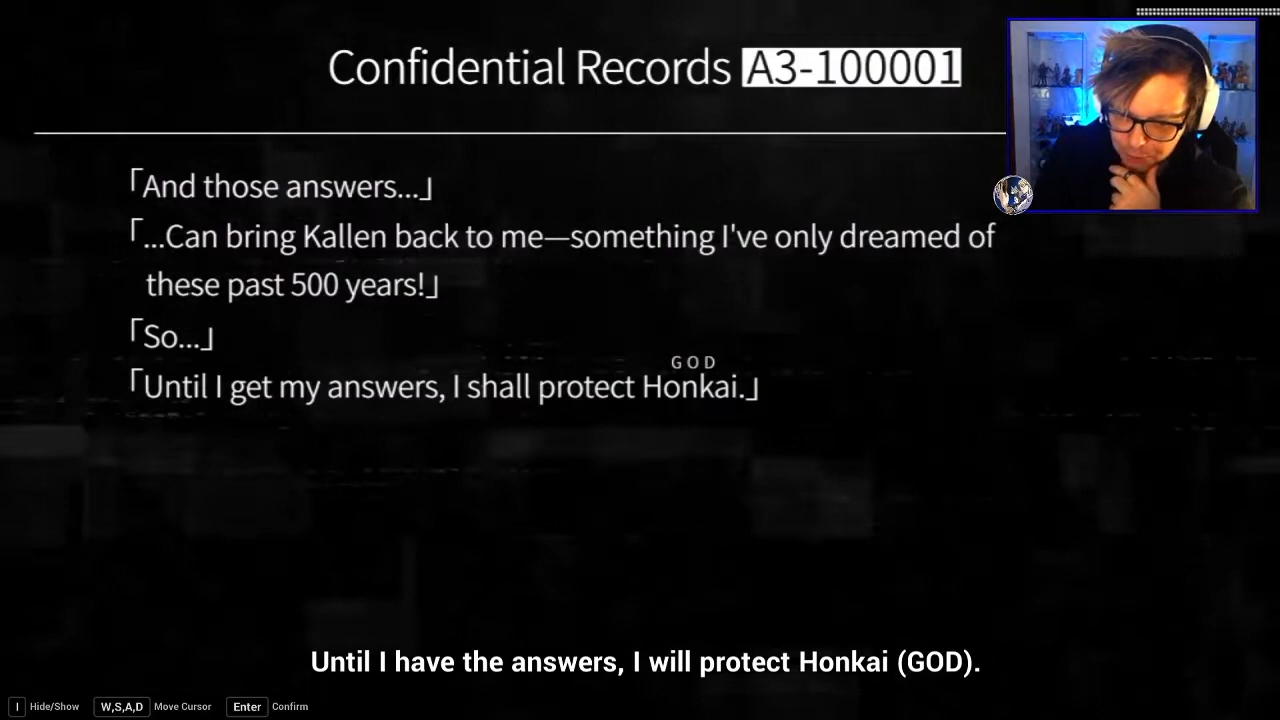 Confidential Records A3-100001
「And those answers...」
「...Can bring Kallen back to me—something I've only dreamed of
these past 500 years!」
「So...」
GOD
「Until I get my answers, I shall protect Honkai.」
Until I have the answers, I will protect Honkai (GOD).
I Hide/Show W,S,A,D Move Cursor Enter Confirm